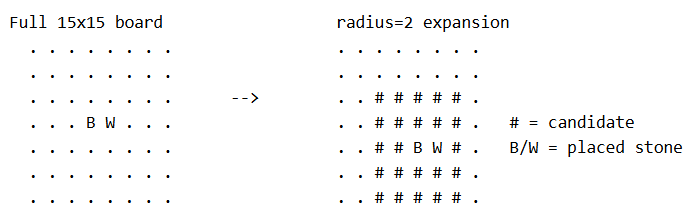 Full 15x15 board                  radius=2 expansion
  . . . . . . . .                 . . . . . . . .
  . . . . . . . .                 . . . . . . . .
  . . . . . . . .      -->        . . # # # # # .
  . . . B W . . .                 . . # # # # # .   # = candidate
  . . . . . . . .                 . . # # B W # .   B/W = placed stone
  . . . . . . . .                 . . # # # # # .
  . . . . . . . .                 . . # # # # # .